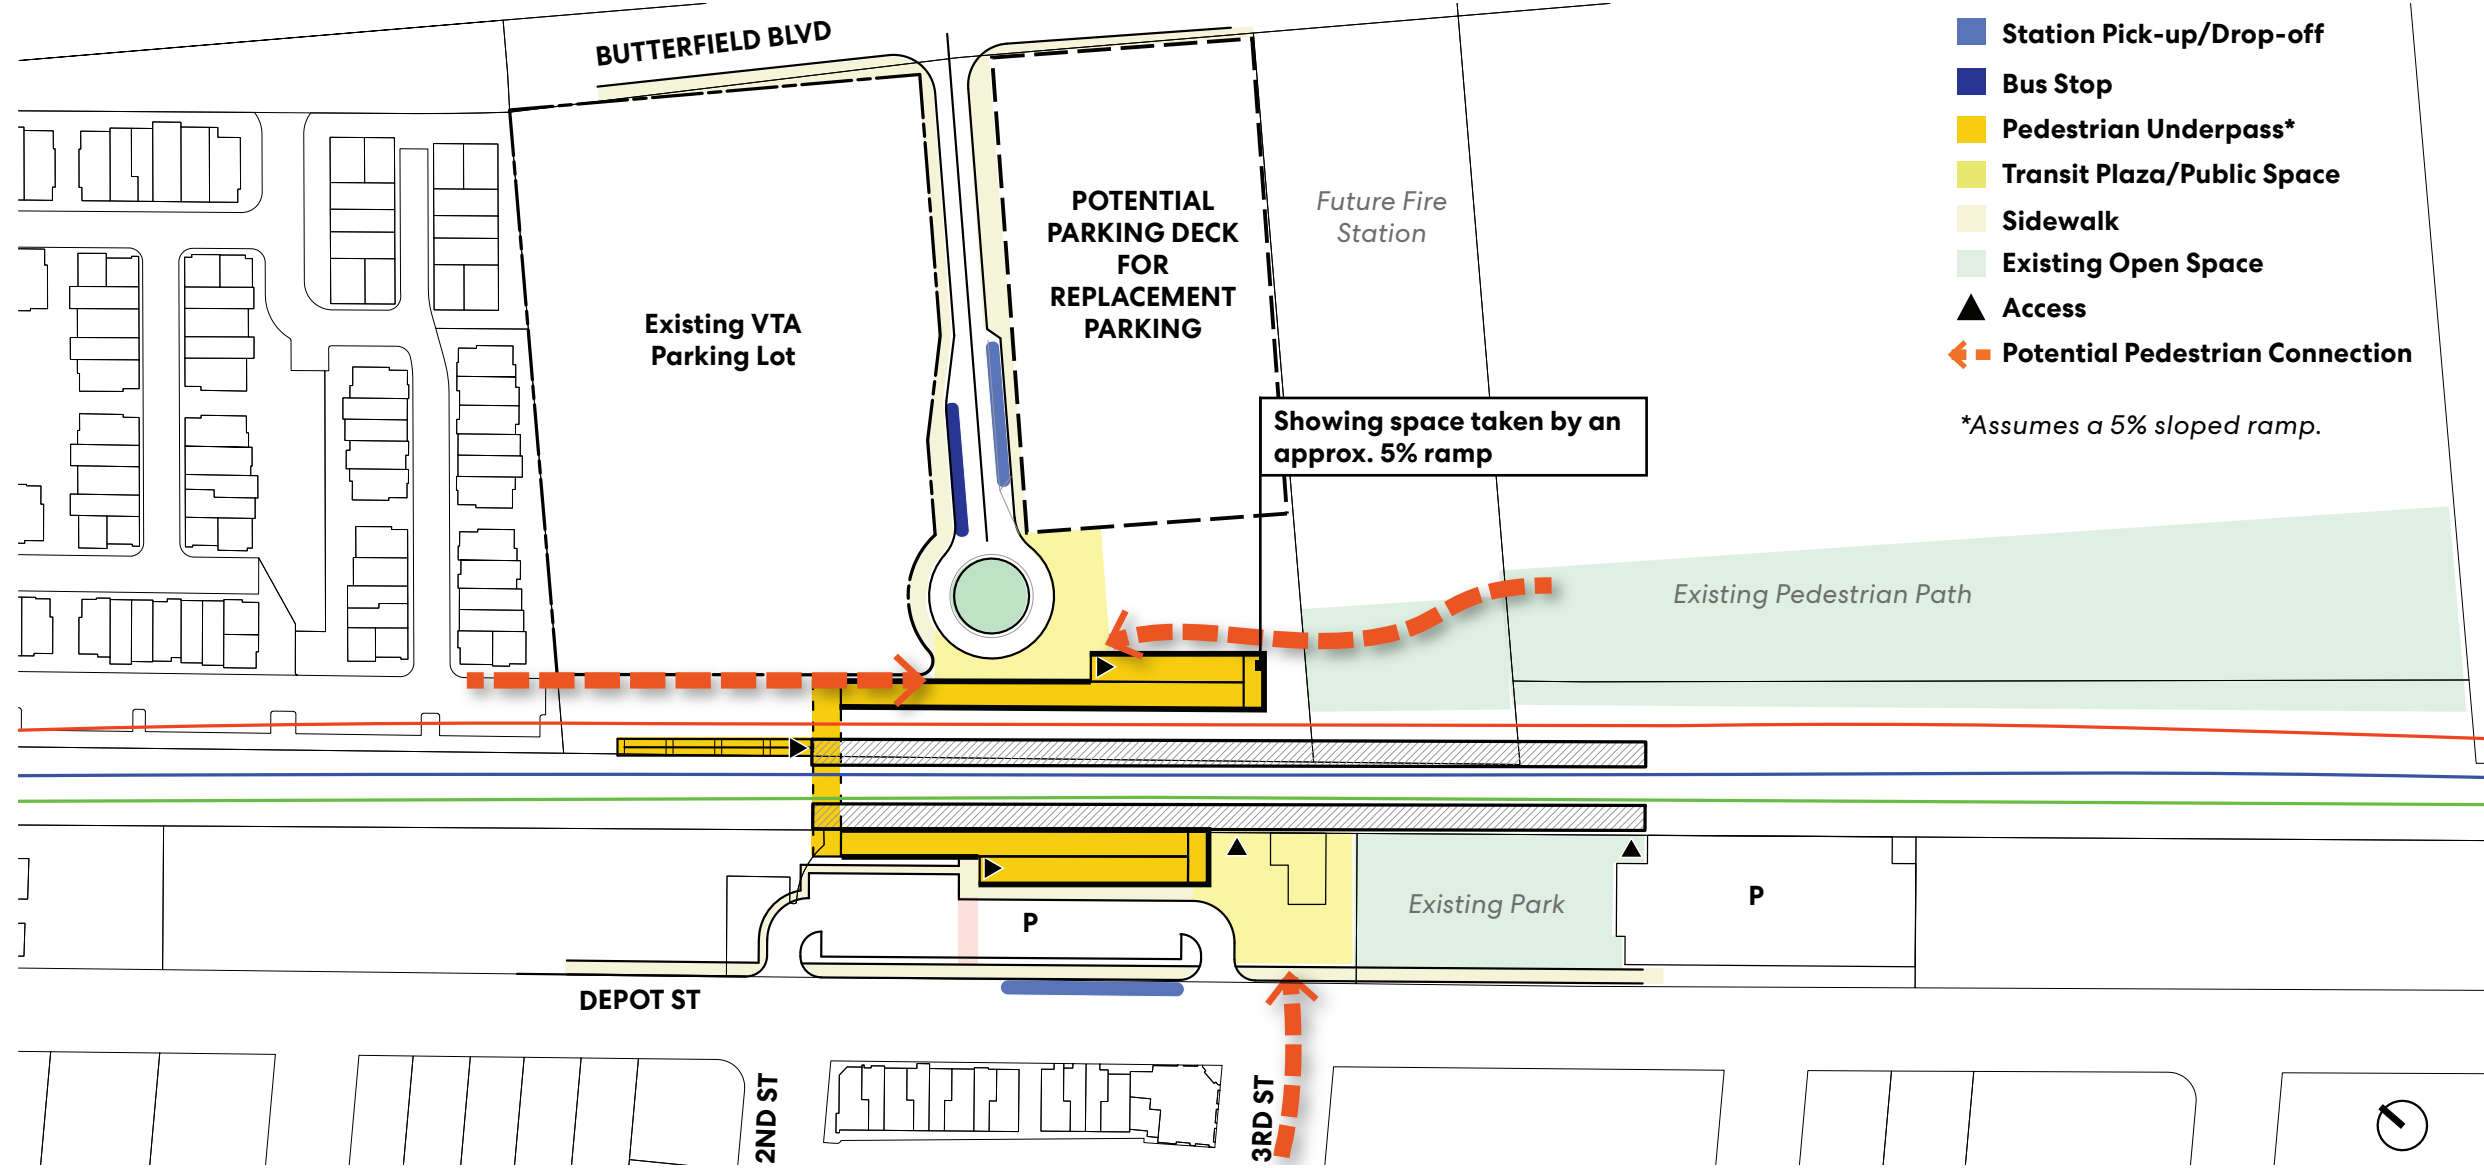 BUTTERFIELD BLVD
Station Pick-up/Drop-off
Bus Stop
Pedestrian Underpass*
Transit Plaza/Public Space
Sidewalk
Existing Open Space
Access
Potential Pedestrian Connection
*Assumes a 5% sloped ramp.
POTENTIAL
PARKING DECK
FOR
REPLACEMENT
PARKING
Future Fire
Station
Existing VTA
Parking Lot
Showing space taken by an
approx. 5% ramp
Existing Pedestrian Path
Existing Park
P
P
DEPOT ST
2ND ST
3RD ST